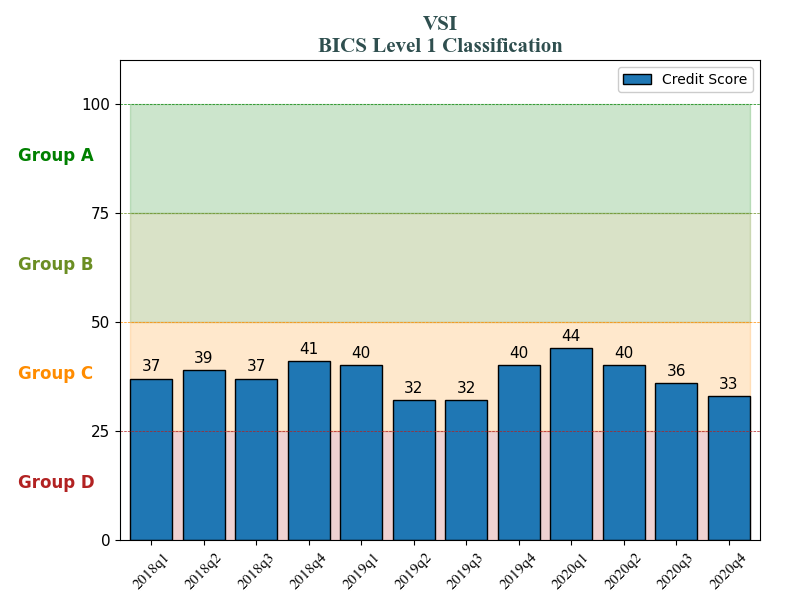 VSI
BICS Level 1 Classification
Credit Score
100
Group A
75
Group B
50
44
41
40
40
40
39
37
37
36
33
32
32
Group C
25
Group D
0
2018q1
2018q2
2018q3
2018q4
2019q1
2019q2
2019q3
2019q4
2020q1
2020q2
2020q3
2020q4